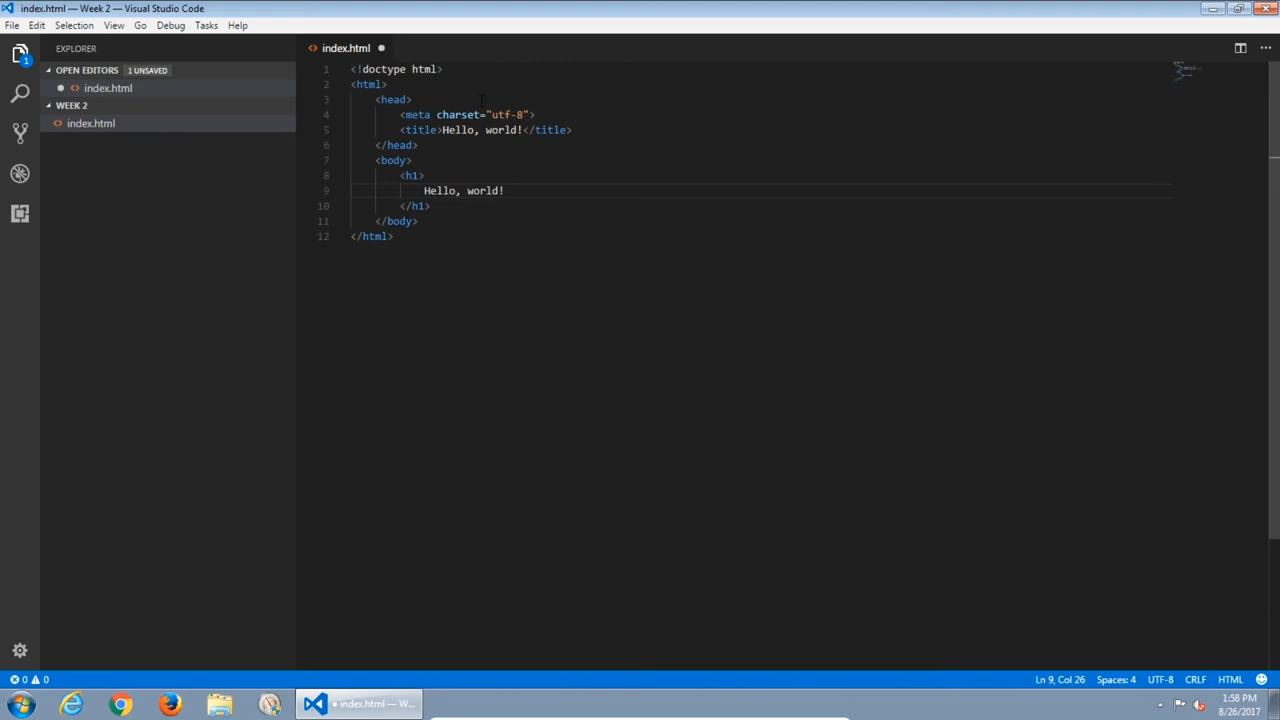 index.html — Week 2 — Visual Studio Code
File Edit Selection View Go Debug Tasks Help
EXPLORER
1
OPEN EDITORS 1 UNSAVED
index.html
WEEK 2
index.html
index.html
1 <!doctype html>
2 <html>
3 <head>
4 <meta charset="utf-8">
5 <title>Hello, world!</title>
6 </head>
7 <body>
8 <h1>
9 Hello, world!
10 </h1>
11 </body>
12 </html>
0 0
Ln 9, Col 26 Spaces: 4 UTF-8 CRLF HTML
• index.html — W...
1:58 PM
8/26/2017